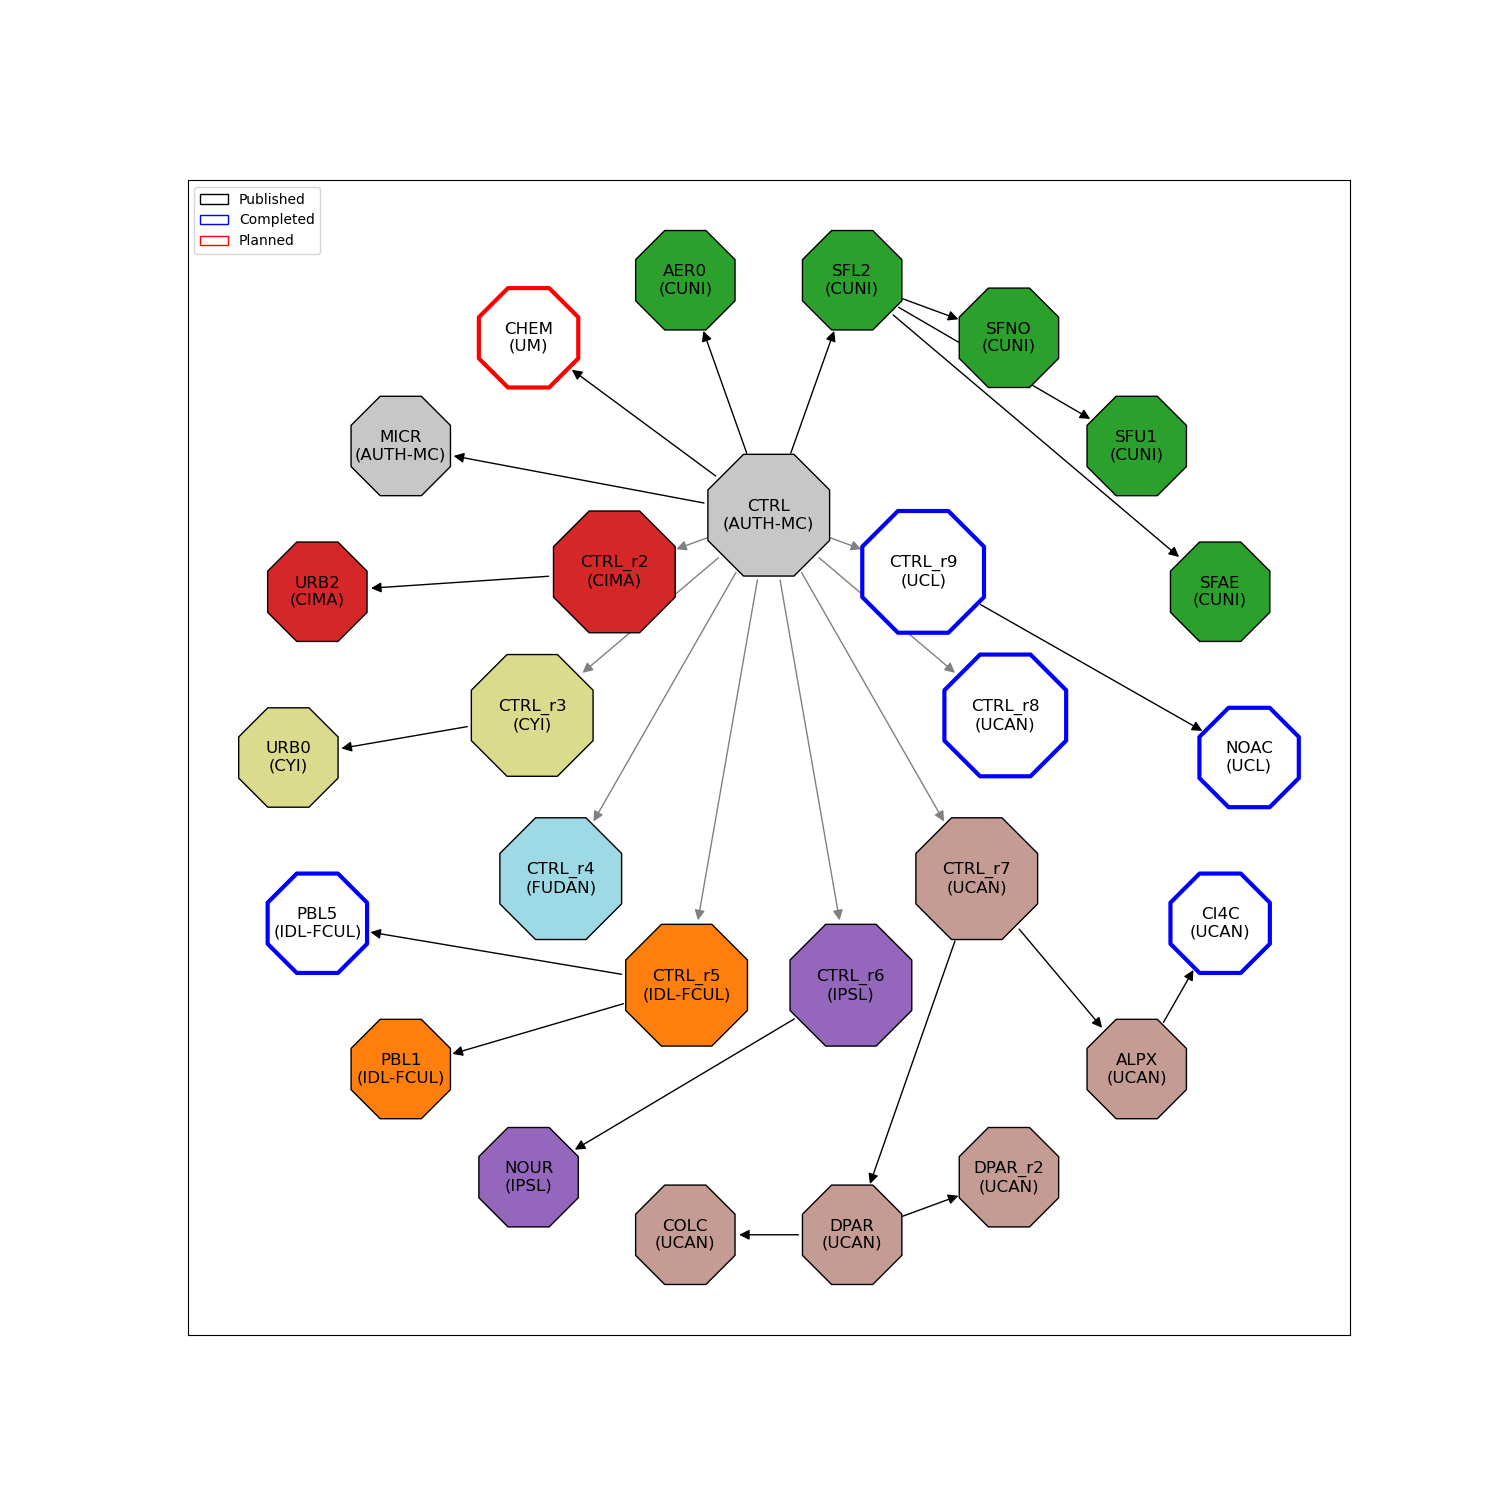 Published
Completed
Planned
AER0
(CUNI)
SFL2
(CUNI)
CHEM
(UM)
SFNO
(CUNI)
MICR
(AUTH-MC)
SFU1
(CUNI)
CTRL
(AUTH-MC)
CTRL_r2
(CIMA)
CTRL_r9
(UCL)
URB2
(CIMA)
SFAE
(CUNI)
CTRL_r3
(CYI)
CTRL_r8
(UCAN)
URB0
(CYI)
NOAC
(UCL)
CTRL_r4
(FUDAN)
CTRL_r7
(UCAN)
PBL5
(IDL-FCUL)
CI4C
(UCAN)
CTRL_r5
(IDL-FCUL)
CTRL_r6
(IPSL)
PBL1
(IDL-FCUL)
ALPX
(UCAN)
NOUR
(IPSL)
DPAR_r2
(UCAN)
COLC
(UCAN)
DPAR
(UCAN)